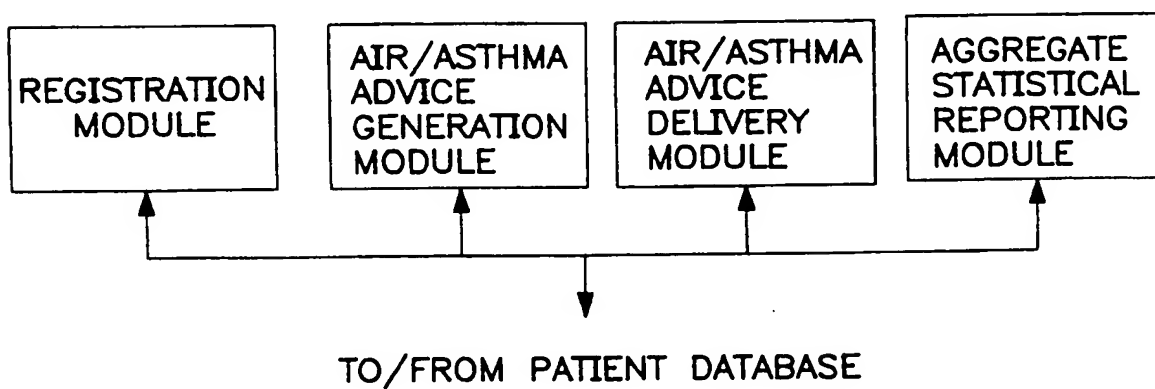 REGISTRATION
MODULE
AIR/ASTHMA
ADVICE
GENERATION
MODULE
AIR/ASTHMA
ADVICE
DELIVERY
MODULE
AGGREGATE
STATISTICAL
REPORTING
MODULE
TO/FROM PATIENT DATABASE